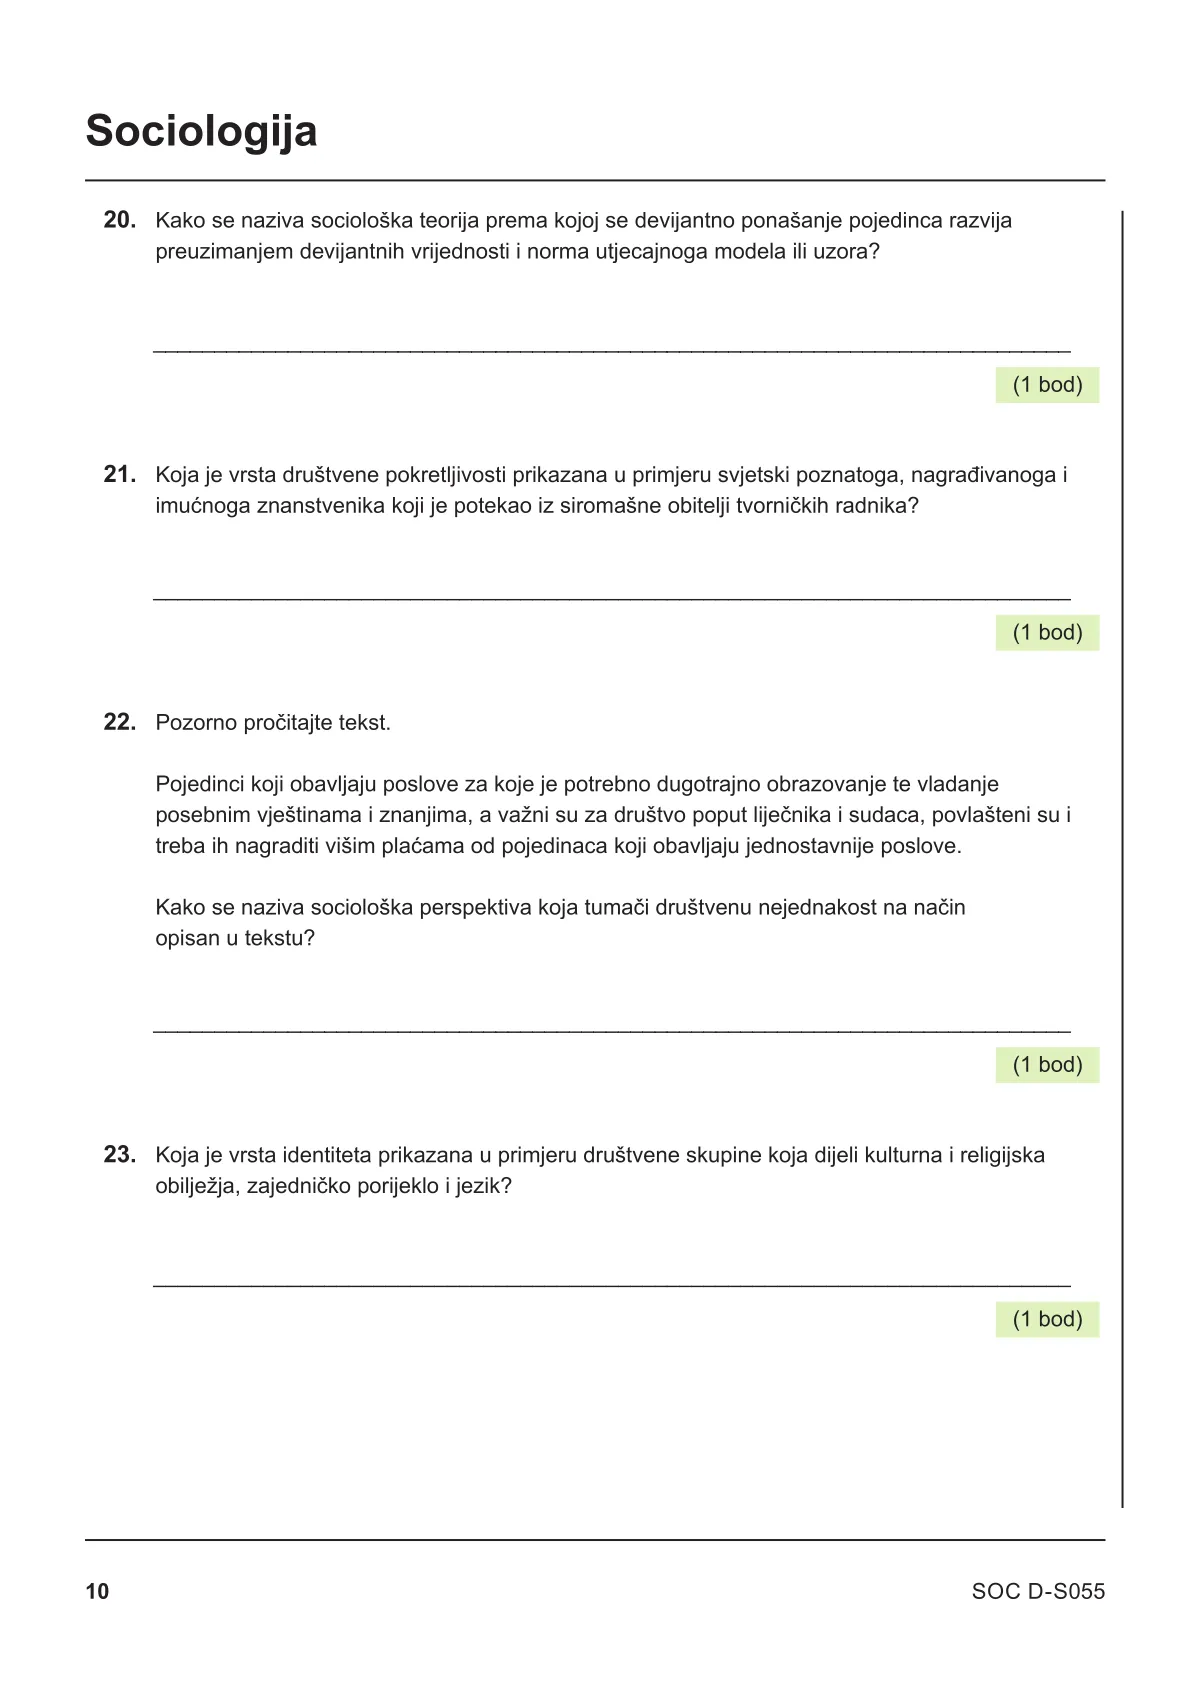 Sociologija
20. Kako se naziva sociološka teorija prema kojoj se devijantno ponašanje pojedinca razvija
preuzimanjem devijantnih vrijednosti i norma utjecajnoga modela ili uzora?
(1 bod)
21. Koja je vrsta društvene pokretljivosti prikazana u primjeru svjetski poznatoga, nagrađivanoga i
imućnoga znanstvenika koji je potekao iz siromašne obitelji tvorničkih radnika?
(1 bod)
22. Pozorno pročitajte tekst.
Pojedinci koji obavljaju poslove za koje je potrebno dugotrajno obrazovanje te vladanje
posebnim vještinama i znanjima, a važni su za društvo poput liječnika i sudaca, povlašteni su i
treba ih nagraditi višim plaćama od pojedinaca koji obavljaju jednostavnije poslove.
Kako se naziva sociološka perspektiva koja tumači društvenu nejednakost na način
opisan u tekstu?
(1 bod)
23. Koja je vrsta identiteta prikazana u primjeru društvene skupine koja dijeli kulturna i religijska
obilježja, zajedničko porijeklo i jezik?
(1 bod)
10
SOC D-S055